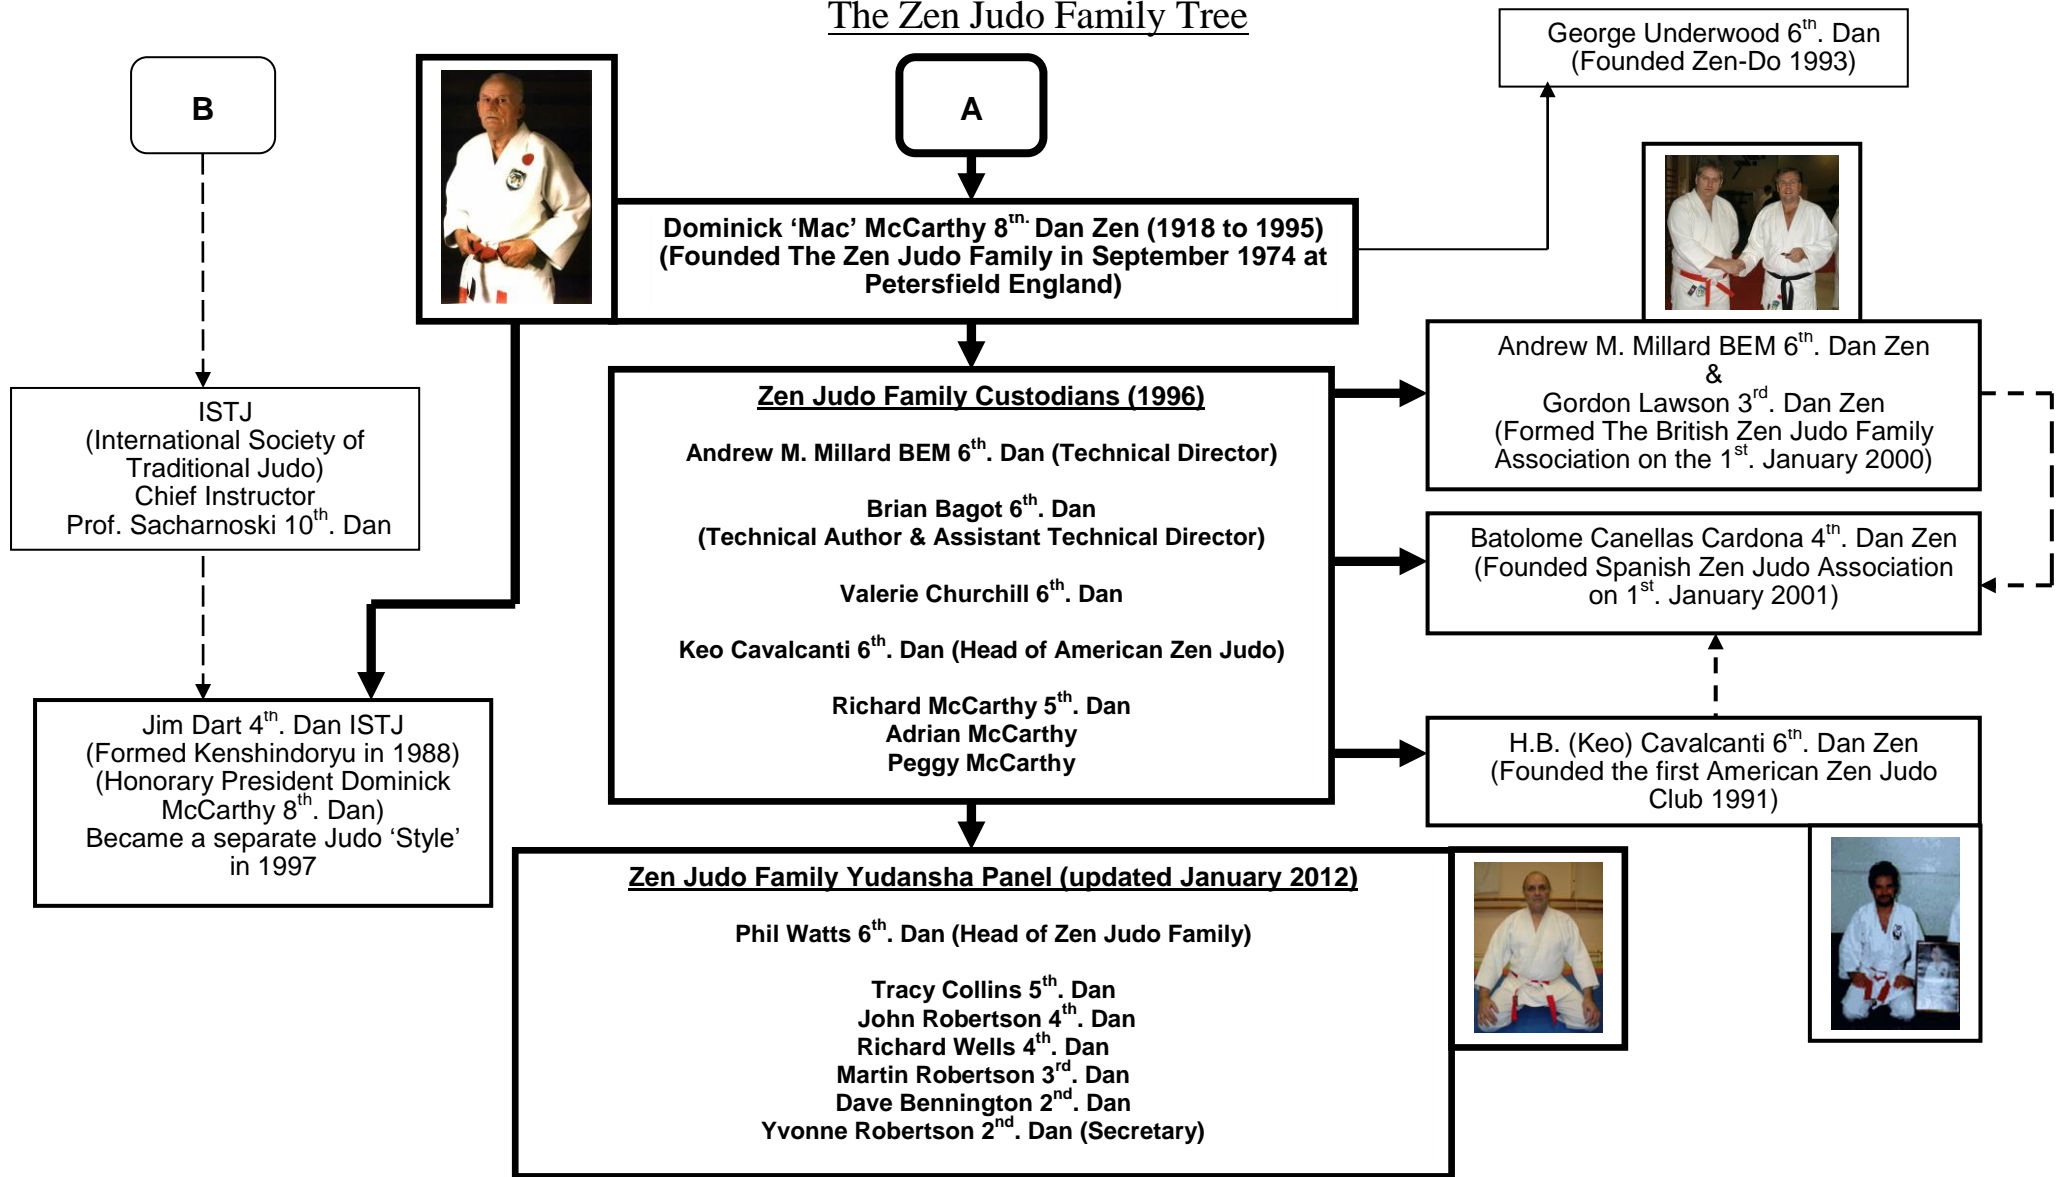 The Zen Judo Family Tree
George Underwood 6th. Dan
(Founded Zen-Do 1993)
B
A
Dominick ‘Mac’ McCarthy 8th. Dan Zen (1918 to 1995)
(Founded The Zen Judo Family in September 1974 at
Petersfield England)
Andrew M. Millard BEM 6th. Dan Zen
&
Gordon Lawson 3rd. Dan Zen
(Formed The British Zen Judo Family
Association on the 1st. January 2000)
ISTJ
(International Society of
Traditional Judo)
Chief Instructor
Prof. Sacharnoski 10th. Dan
Zen Judo Family Custodians (1996)
Andrew M. Millard BEM 6th. Dan (Technical Director)
Brian Bagot 6th. Dan
(Technical Author & Assistant Technical Director)
Valerie Churchill 6th. Dan
Keo Cavalcanti 6th. Dan (Head of American Zen Judo)
Richard McCarthy 5th. Dan
Adrian McCarthy
Peggy McCarthy
Batolome Canellas Cardona 4th. Dan Zen
(Founded Spanish Zen Judo Association
on 1st. January 2001)
Jim Dart 4th. Dan ISTJ
(Formed Kenshindoryu in 1988)
(Honorary President Dominick
McCarthy 8th. Dan)
Became a separate Judo ‘Style’
in 1997
H.B. (Keo) Cavalcanti 6th. Dan Zen
(Founded the first American Zen Judo
Club 1991)
Zen Judo Family Yudansha Panel (updated January 2012)
Phil Watts 6th. Dan (Head of Zen Judo Family)
Tracy Collins 5th. Dan
John Robertson 4th. Dan
Richard Wells 4th. Dan
Martin Robertson 3rd. Dan
Dave Bennington 2nd. Dan
Yvonne Robertson 2nd. Dan (Secretary)